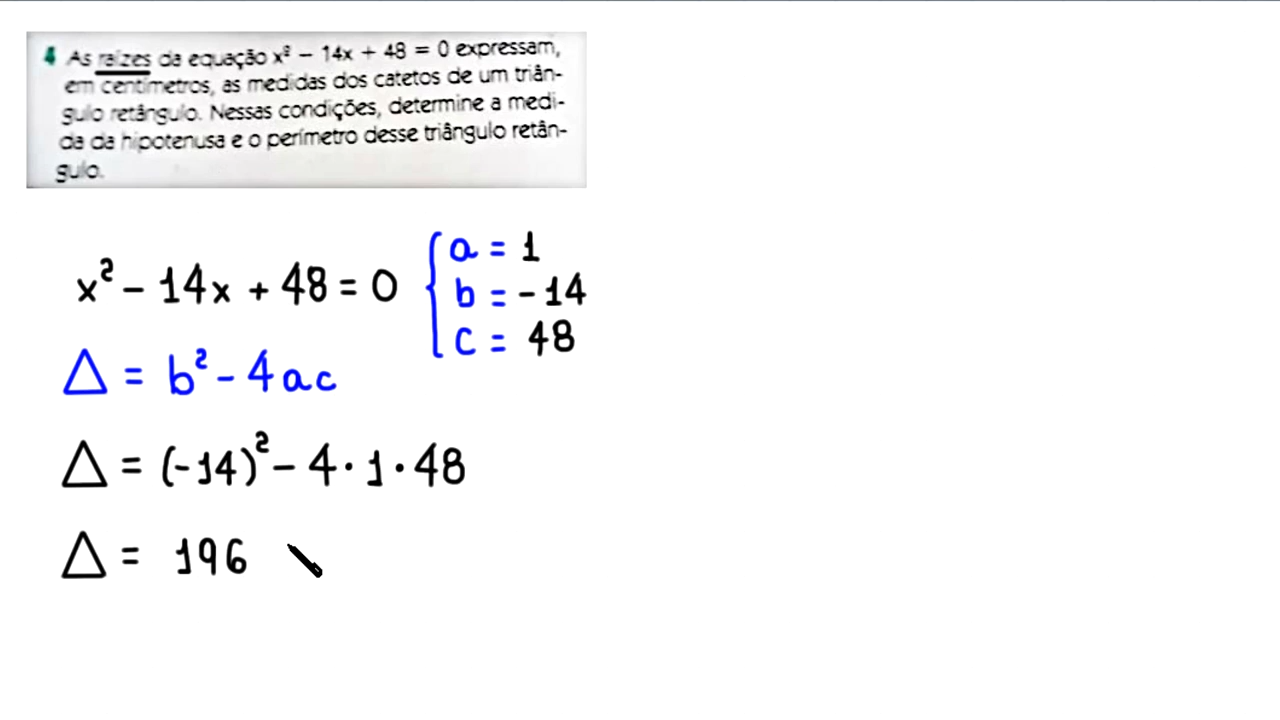 4 As raízes da equação x² - 14x + 48 = 0 expressam,
em centímetros, as medidas dos catetos de um triân-
gulo retângulo. Nessas condições, determine a medi-
da da hipotenusa e o perímetro desse triângulo retân-
gulo.
x² - 14x + 48 = 0
a = 1
b = -14
c = 48
Δ = b² - 4ac
Δ = (-14)² - 4·1·48
Δ = 196